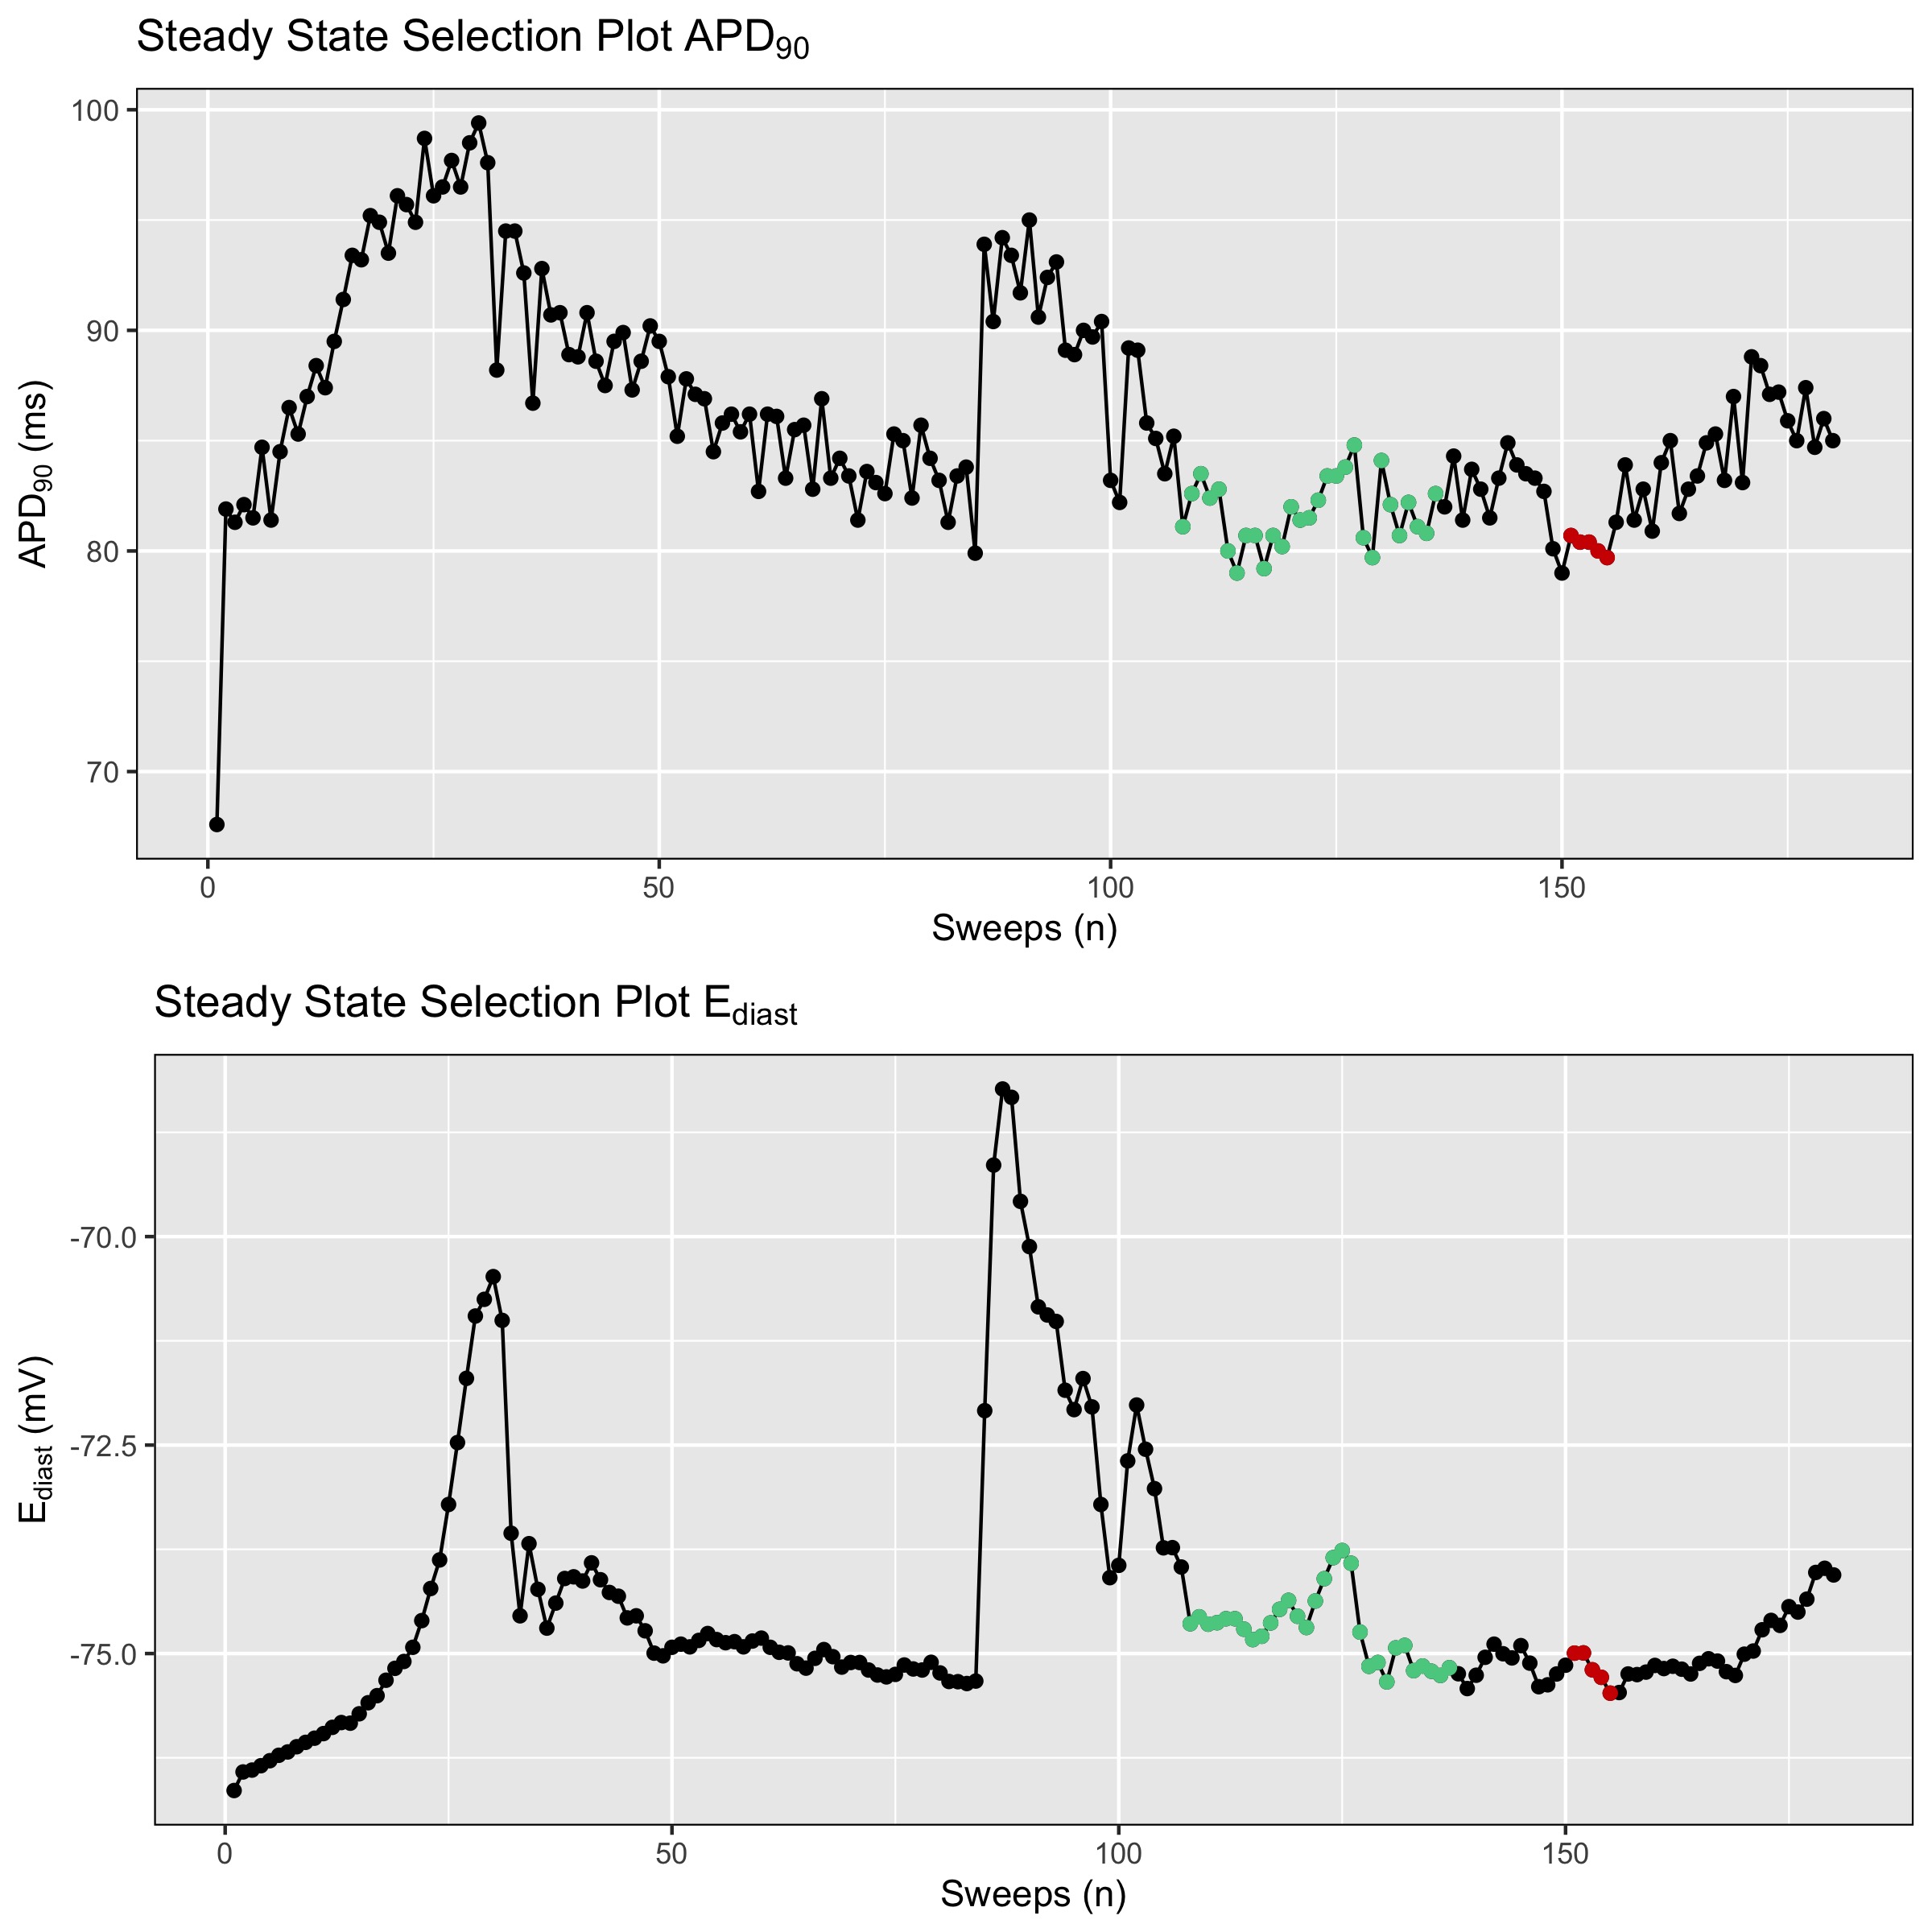 Steady State Selection Plot APD90
100
90
80
70
APD90 (ms)
0 50 100 150
Sweeps (n)
Steady State Selection Plot Ediast
-70.0
-72.5
-75.0
Ediast (mV)
0 50 100 150
Sweeps (n)